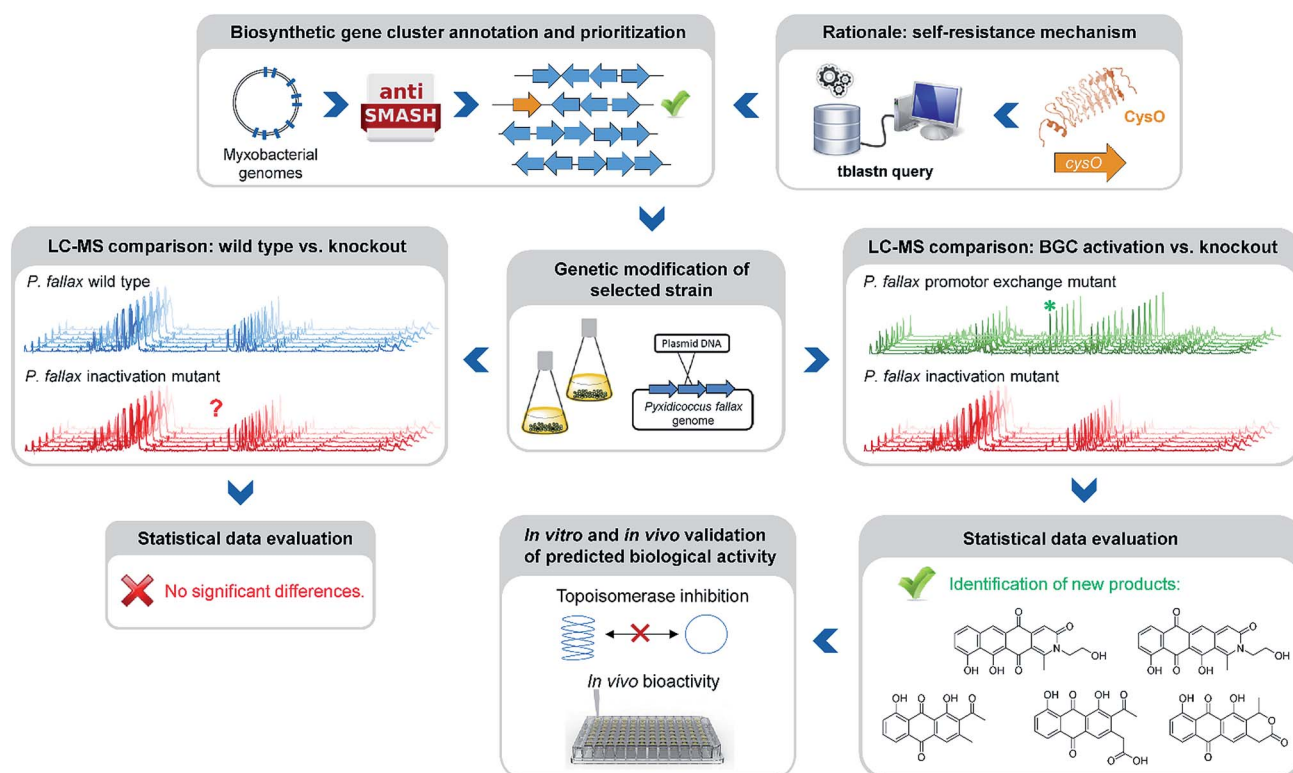 Biosynthetic gene cluster annotation and prioritization
Myxobacterial
genomes
anti
SMASH
Rationale: self-resistance mechanism
tblastn query
CysO
cysO
LC-MS comparison: wild type vs. knockout
P. fallax wild type
P. fallax inactivation mutant
?
Genetic modification of
selected strain
Plasmid DNA
Pyxidicoccus fallax
genome
LC-MS comparison: BGC activation vs. knockout
P. fallax promotor exchange mutant
*
P. fallax inactivation mutant
Statistical data evaluation
No significant differences.
In vitro and in vivo validation
of predicted biological activity
Topoisomerase inhibition
In vivo bioactivity
Statistical data evaluation
Identification of new products:
O O
N OH
OH OH O
O O
N OH
OH O OH
OH O OH O
O
OH O OH O
O
O OH
OH O OH
O
O O